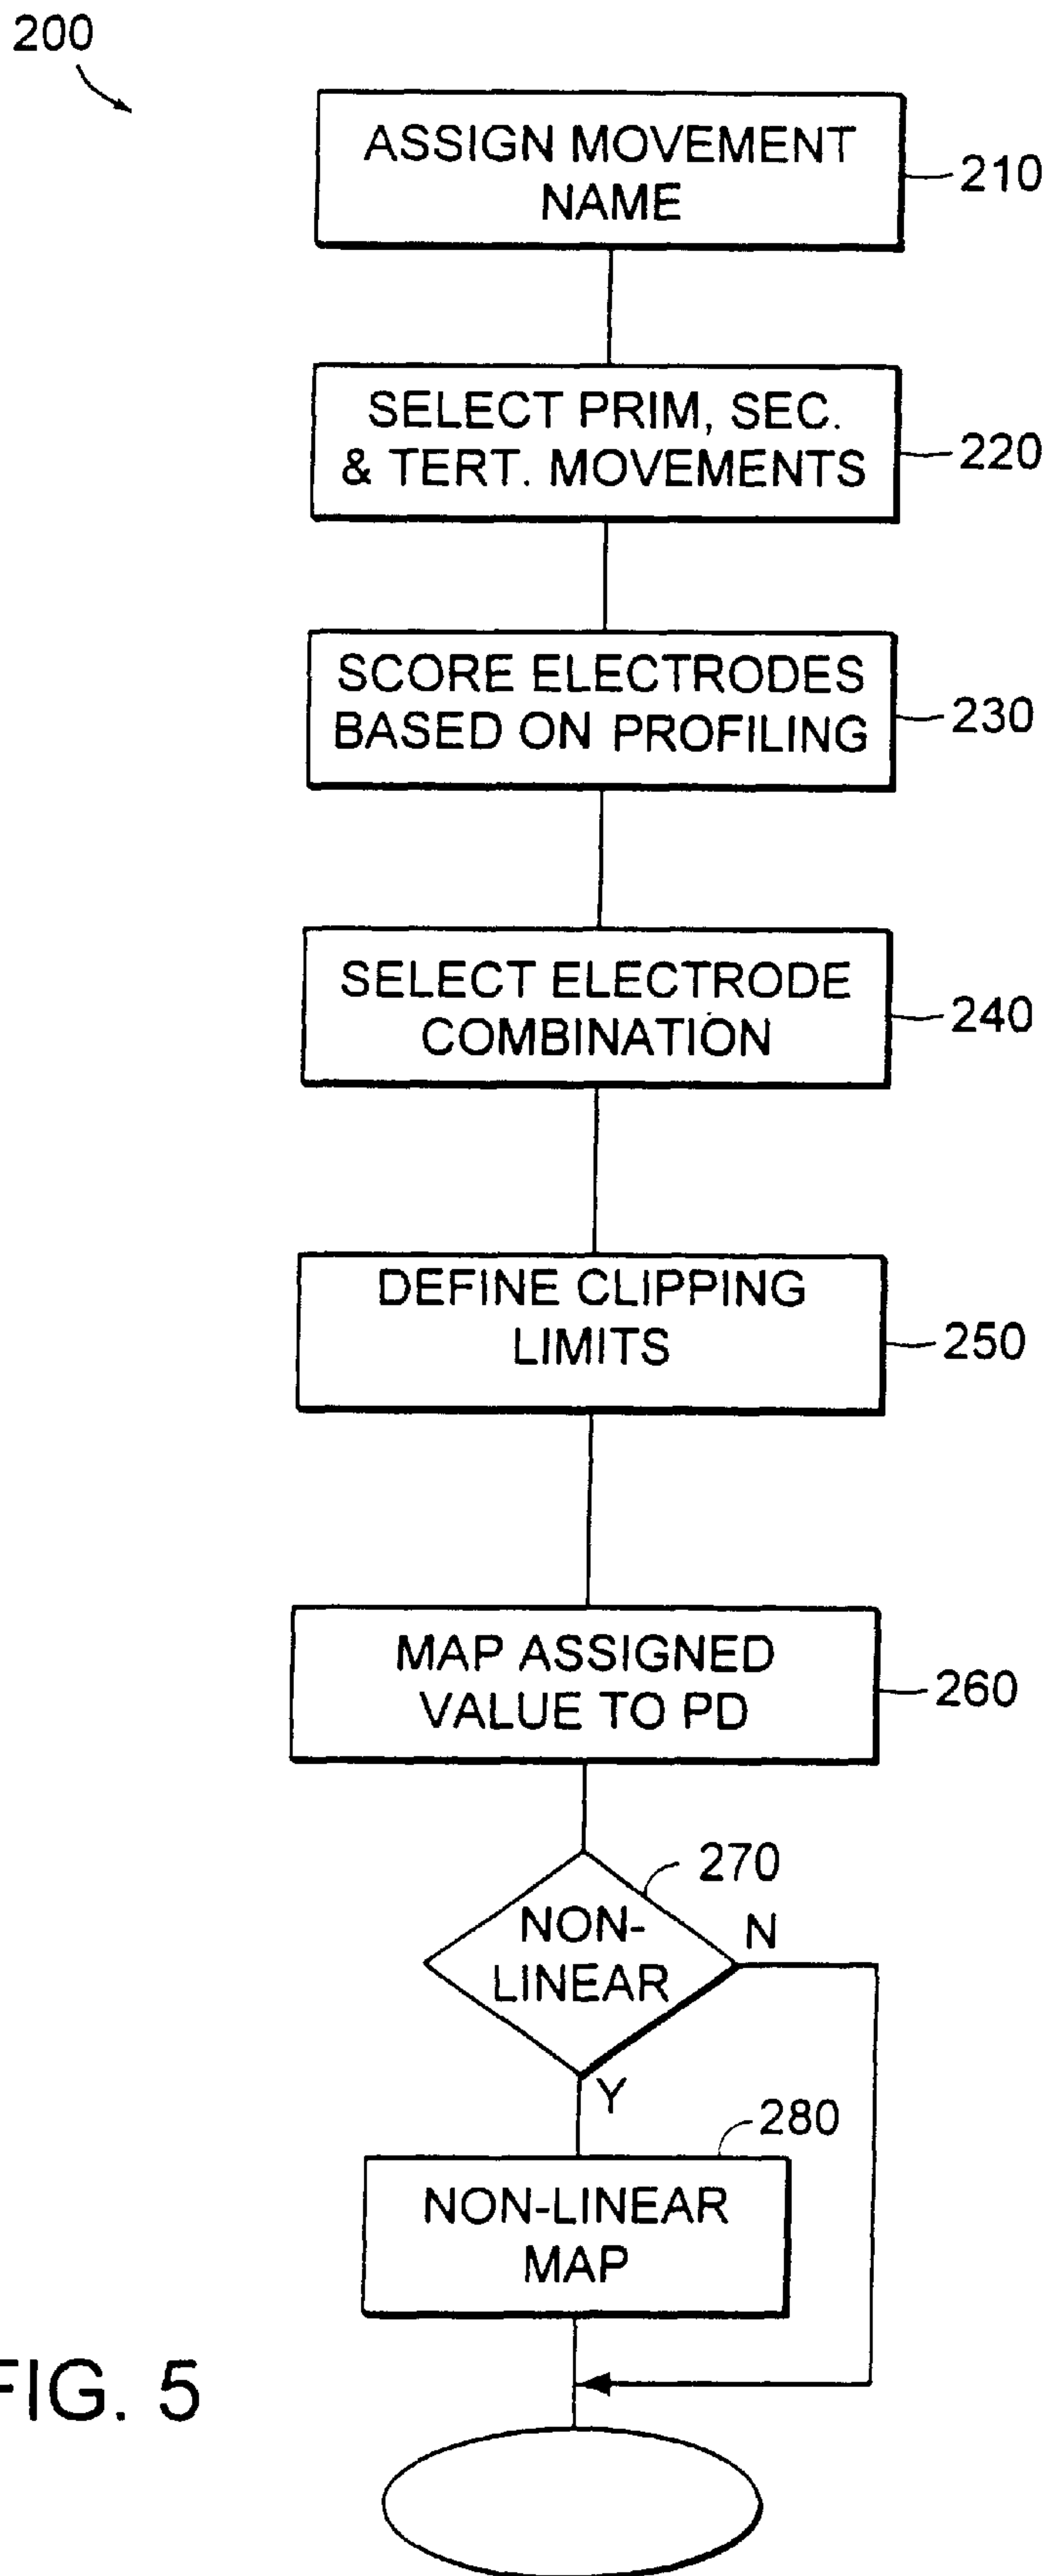 200
ASSIGN MOVEMENT
NAME
210
SELECT PRIM, SEC.
& TERT. MOVEMENTS
220
SCORE ELECTRODES
BASED ON PROFILING
230
SELECT ELECTRODE
COMBINATION
240
DEFINE CLIPPING
LIMITS
250
MAP ASSIGNED
VALUE TO PD
260
270
NON-
LINEAR
N
Y
280
NON-LINEAR
MAP
FIG. 5